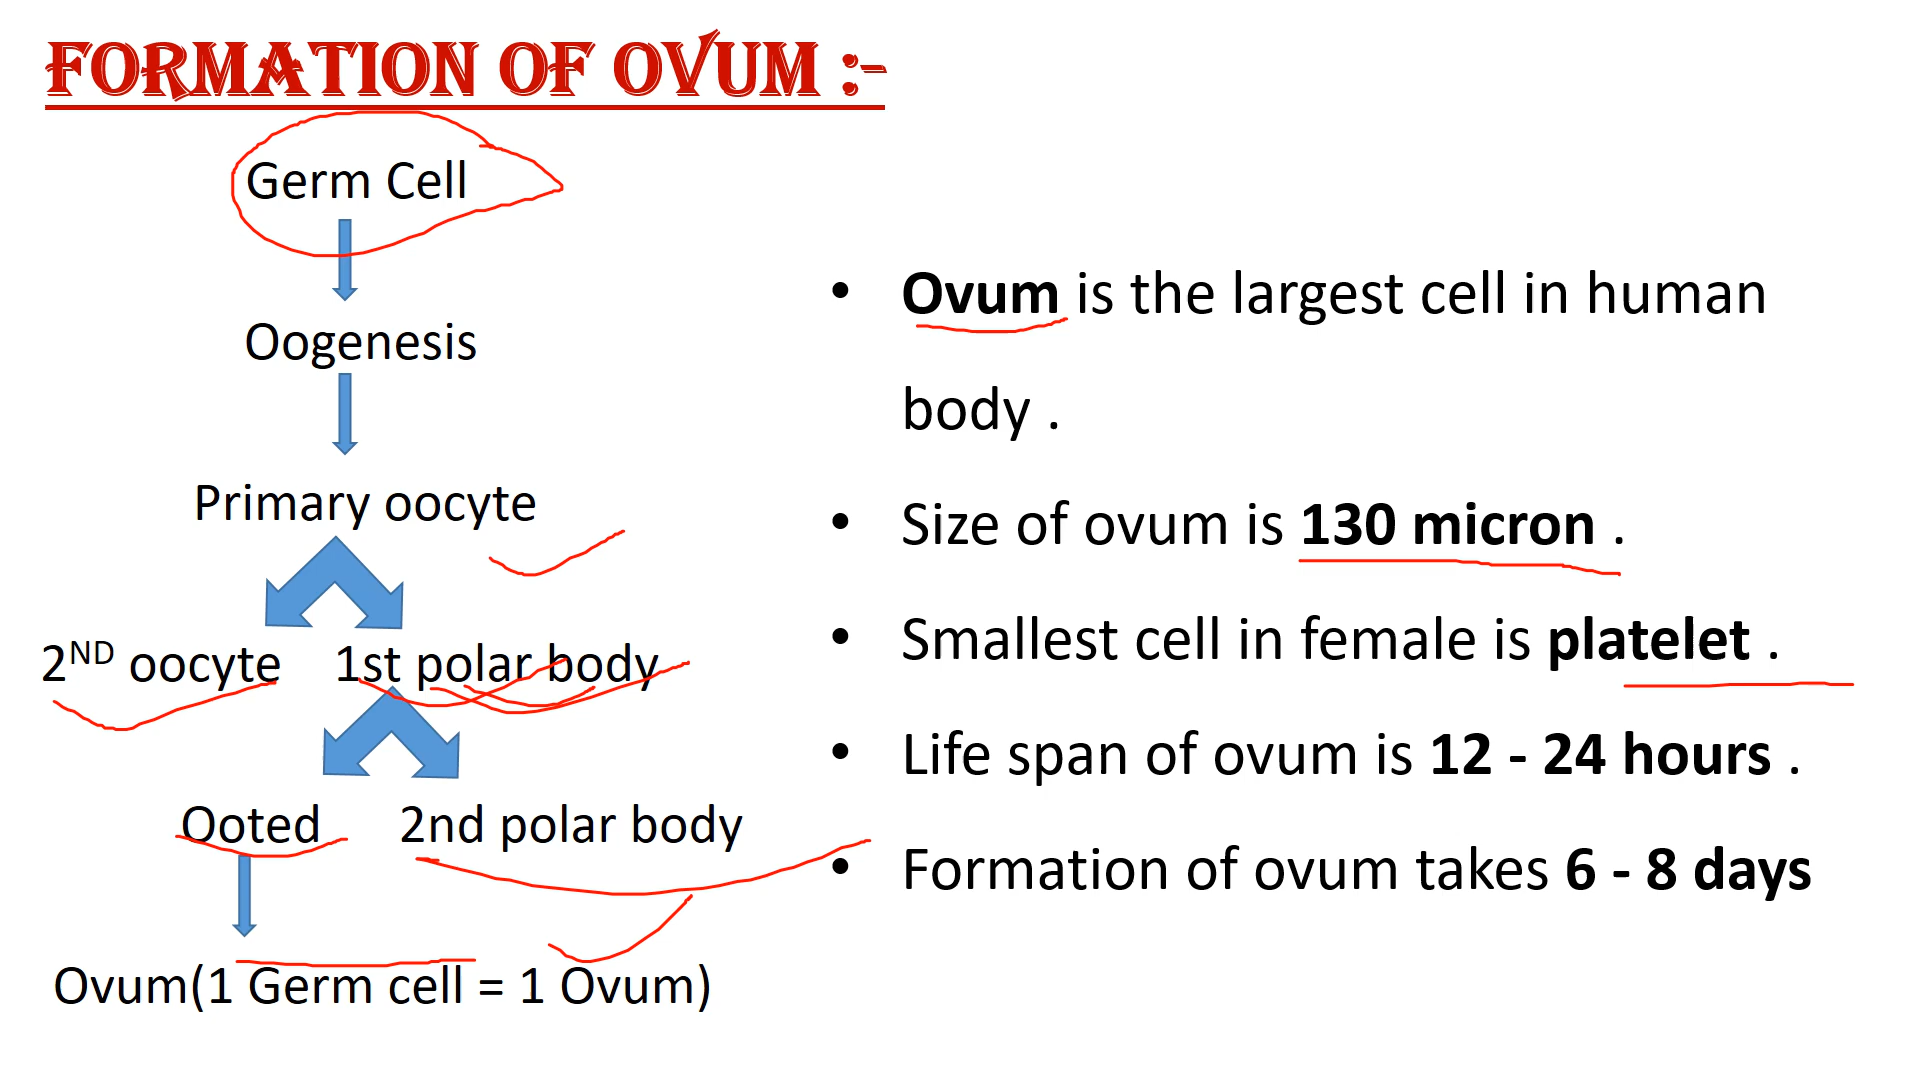 FORMATION OF OVUM :-
Germ Cell
Oogenesis
Primary oocyte
2ND oocyte 1st polar body
Ooted 2nd polar body
Ovum(1 Germ cell = 1 Ovum)
• Ovum is the largest cell in human
body .
• Size of ovum is 130 micron .
• Smallest cell in female is platelet .
• Life span of ovum is 12 - 24 hours .
• Formation of ovum takes 6 - 8 days